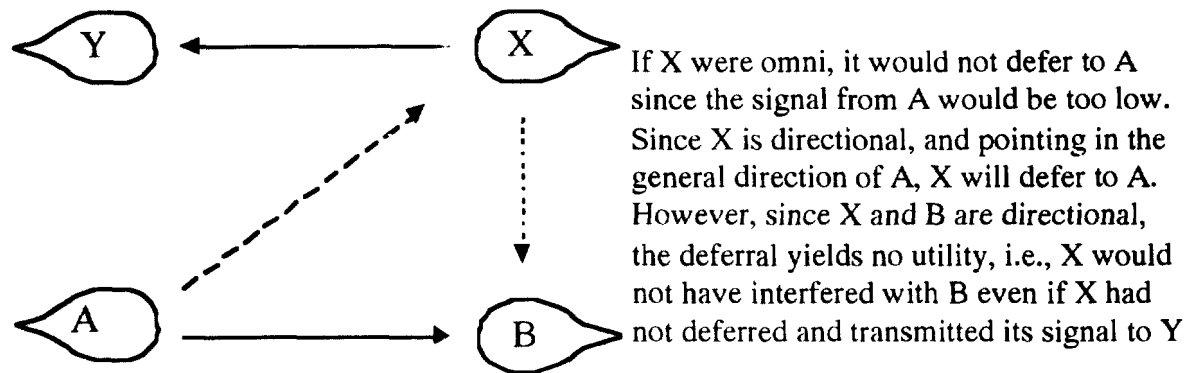 Y
X
If X were omni, it would not defer to A
since the signal from A would be too low.
Since X is directional, and pointing in the
general direction of A, X will defer to A.
However, since X and B are directional,
the deferral yields no utility, i.e., X would
not have interfered with B even if X had
not deferred and transmitted its signal to Y
A
B